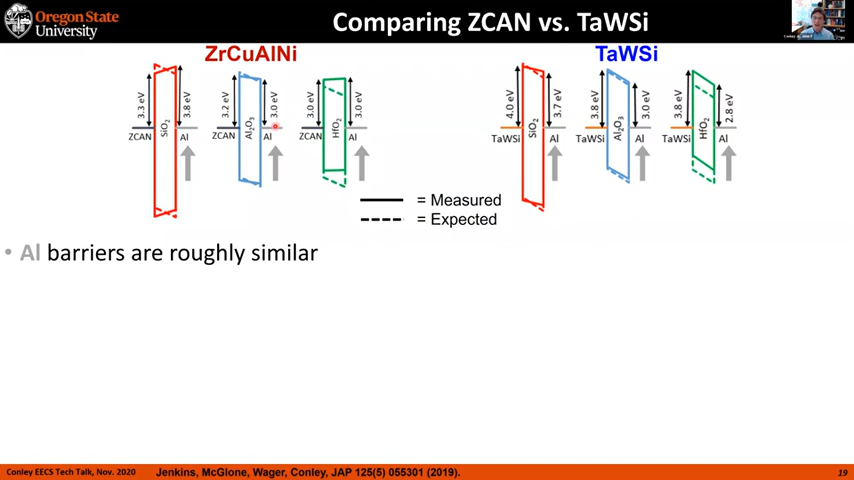 Oregon State
University
Comparing ZCAN vs. TaWSi
ZrCuAlNi
TaWSi
3.3 eV
SiO2
3.8 eV
ZCAN
Al
3.2 eV
Al2O3
3.0 eV
ZCAN
Al
3.0 eV
HfO2
3.0 eV
ZCAN
Al
4.0 eV
SiO2
3.7 eV
TaWSi
Al
3.8 eV
Al2O3
3.0 eV
TaWSi
Al
3.8 eV
HfO2
2.8 eV
TaWSi
Al
= Measured
= Expected
• Al barriers are roughly similar
Conley EECS Tech Talk, Nov. 2020
Jenkins, McGlone, Wager, Conley, JAP 125(5) 055301 (2019).
19